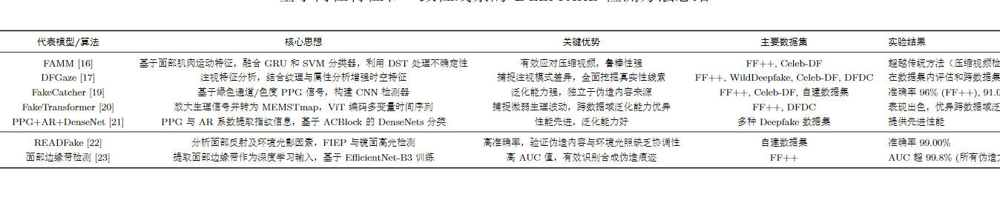 代表模型/算法 核心思想 关键优势 主要数据集 实验结果
FAMM [16] 基于面部肌肉运动特征，融合 GRU 和 SVM 分类器，利用 DST 处理不确定性 有效应对压缩视频，鲁棒性强 FF++, Celeb-DF 超越传统方法（压缩视频检
DFGaze [17] 注视特征分析，结合纹理与属性分析增强时空特征 捕捉注视模式差异，全面挖掘真实性线索 FF++, WildDeepfake, Celeb-DF, DFDC 在数据集内评估和跨数据集
FakeCatcher [19] 基于绿色通道/色度 PPG 信号，构建 CNN 检测器 泛化能力强，独立于伪造内容来源 FF++, Celeb-DF, 自建数据集 准确率 96% (FF++), 91.0
FakeTransformer [20] 放大生理信号并转为 MEMSTmap，ViT 编码多变量时间序列 捕捉微弱生理波动，跨数据域泛化能力优异 FF++, DFDC 表现出色，优异跨数据域泛
PPG+AR+DenseNet [21] PPG 与 AR 系数提取指纹信息，基于 ACBlock 的 DenseNets 分类 性能先进，泛化能力好 多种 Deepfake 数据集 提供先进性能
READFake [22] 分析面部反射及环境光影因素，FIEP 与镜面高光检测 高准确率，验证伪造内容与环境光照缺乏协调性 自建数据集 准确率 99.00%
面部边缘带检测 [23] 提取面部边缘带作为深度学习输入，基于 EfficientNet-B3 训练 高 AUC 值，有效识别合成伪造痕迹 FF++ AUC 超 99.8% (所有伪造